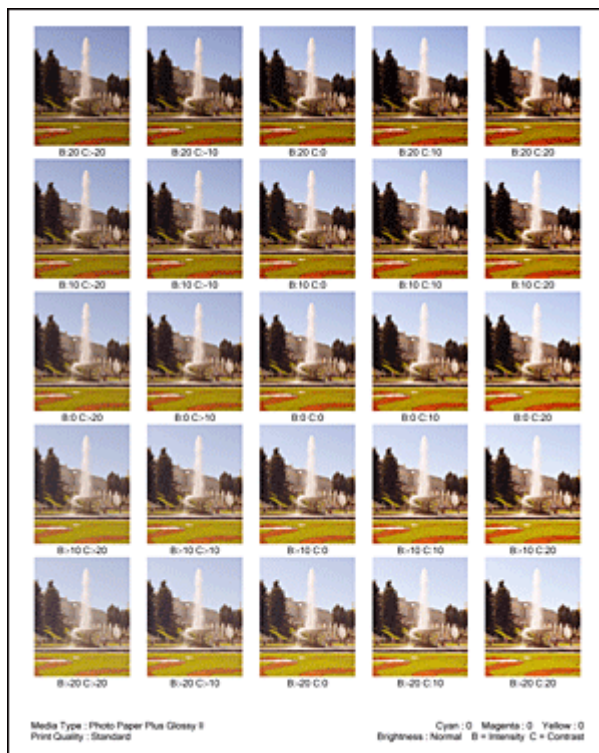 B:20 C:-20 B:20 C:-10 B:20 C:0 B:20 C:10 B:20 C:20
B:10 C:-20 B:10 C:-10 B:10 C:0 B:10 C:10 B:10 C:20
B:0 C:-20 B:0 C:-10 B:0 C:0 B:0 C:10 B:0 C:20
B:-10 C:-20 B:-10 C:-10 B:-10 C:0 B:-10 C:10 B:-10 C:20
B:-20 C:-20 B:-20 C:-10 B:-20 C:0 B:-20 C:10 B:-20 C:20
Media Type : Photo Paper Plus Glossy II Cyan : 0 Magenta : 0 Yellow : 0
Print Quality : Standard Brightness : Normal B = Intensity C = Contrast